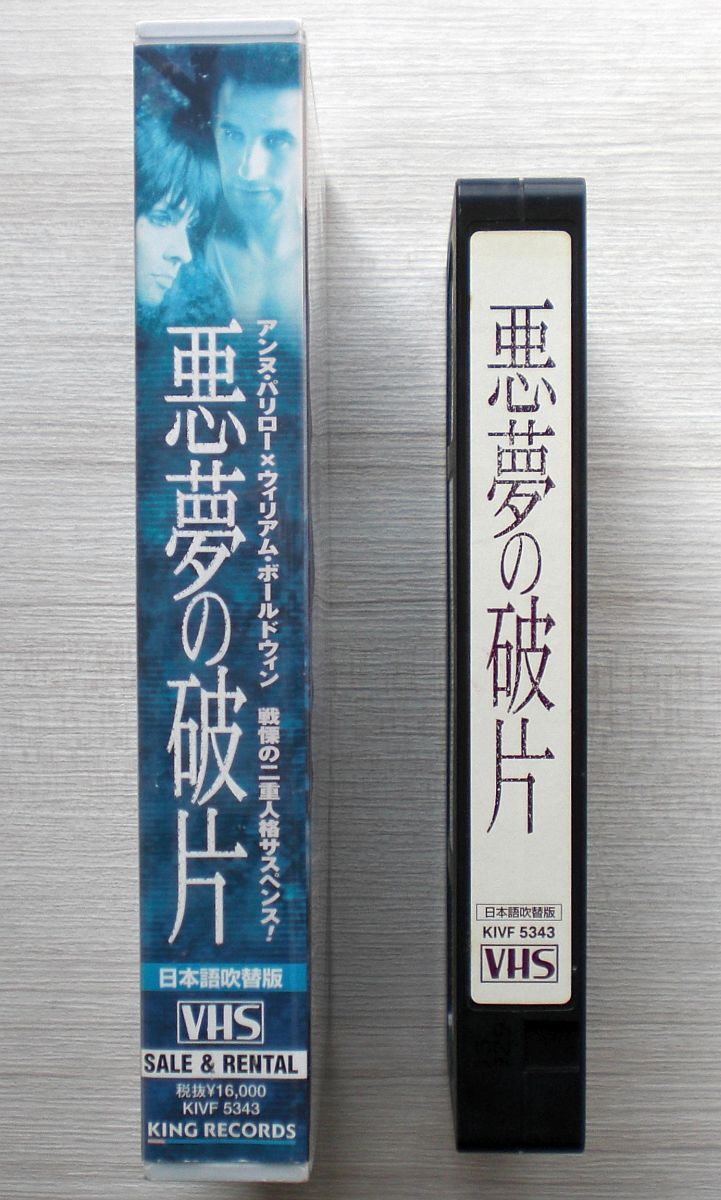 アンヌ・パリロー×ウィリアム・ボールドウィン 戦慄の二重人格サスペンス!
悪夢の破片
日本語吹替版
VHS
SALE & RENTAL
税抜¥16,000
KIVF 5343
KING RECORDS
悪夢の破片
日本語吹替版
KIVF 5343
VHS